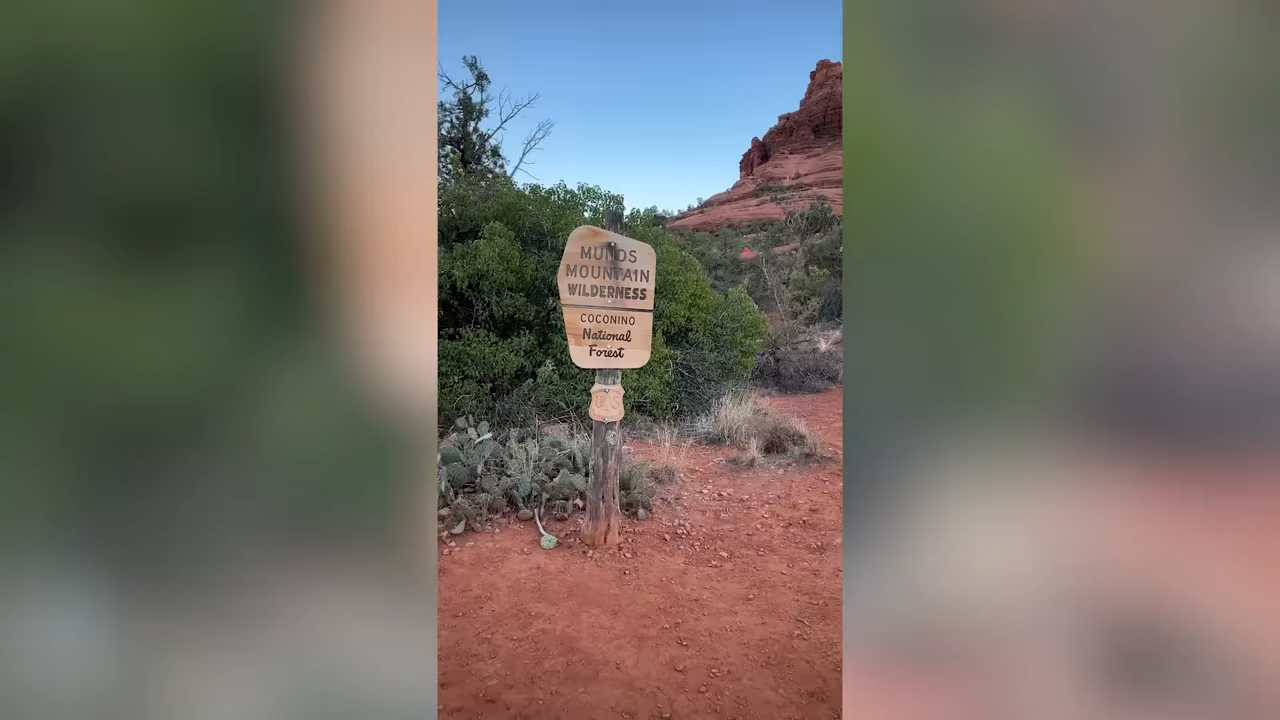 MUNDS
MOUNTAIN
WILDERNESS
COCONINO
National
Forest